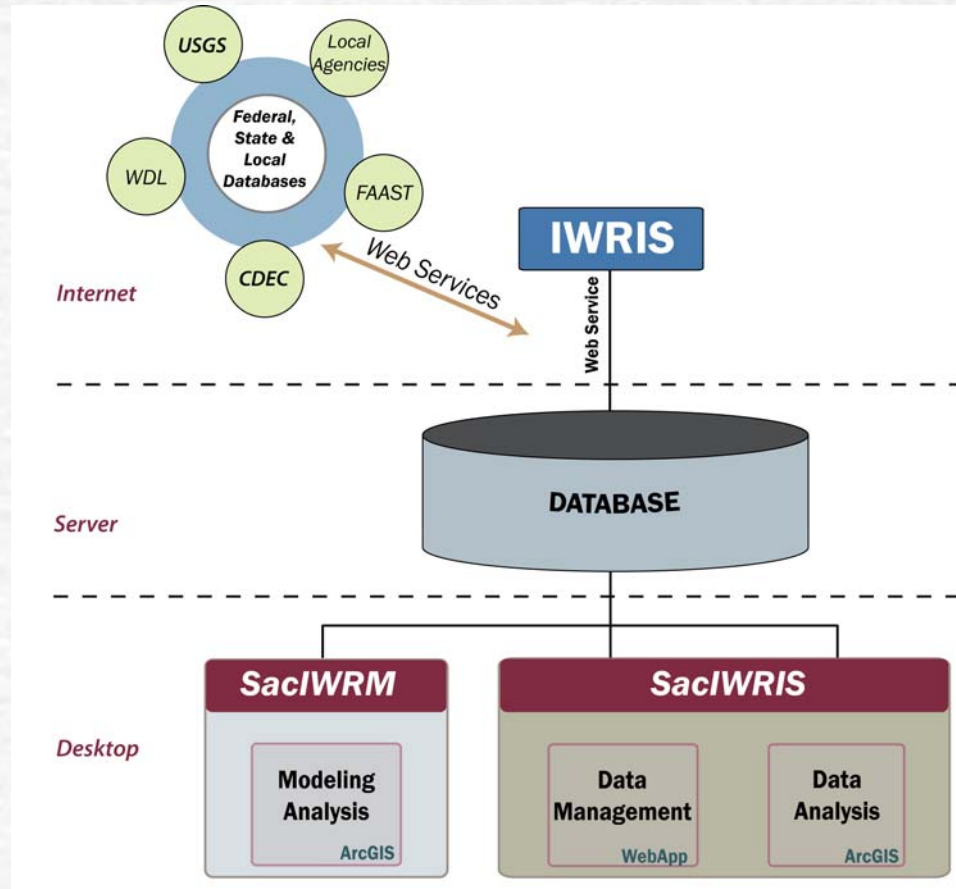 USGS
Local
Agencies
Federal,
State &
Local
Databases
WDL
FAAST
CDEC
Web Services
IWRIS
Web Service
Internet
DATABASE
Server
SacIWRM
SacIWRIS
Desktop
Modeling
Analysis
ArcGIS
Data
Management
WebApp
Data
Analysis
ArcGIS